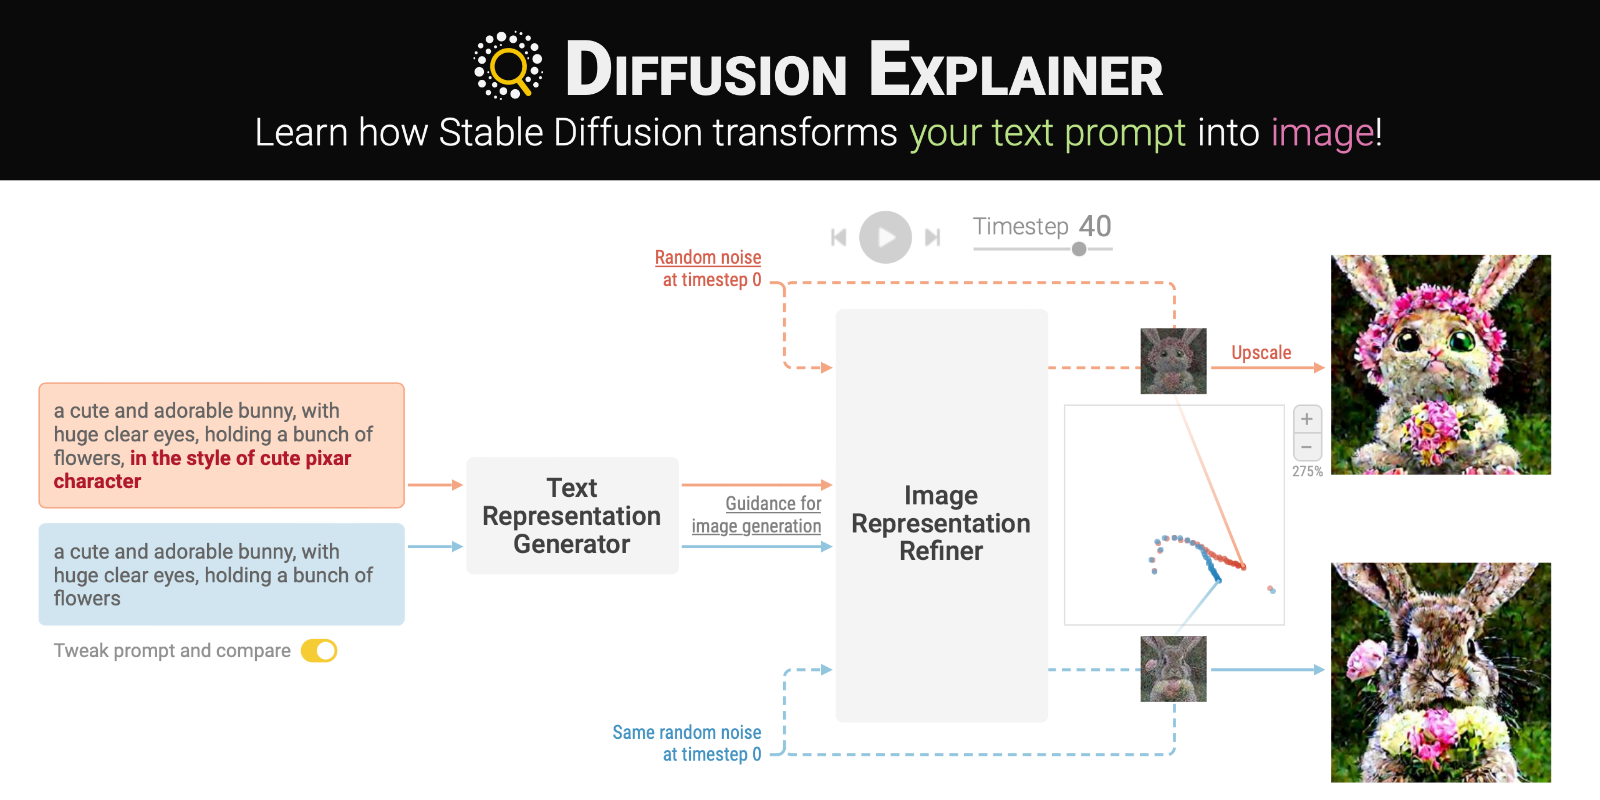 DIFFUSION EXPLAINER
Learn how Stable Diffusion transforms your text prompt into image!
Timestep 40
Random noise
at timestep 0
Upscale
a cute and adorable bunny, with
huge clear eyes, holding a bunch of
flowers, in the style of cute pixar
character
Text
Representation
Generator
Guidance for
image generation
Image
Representation
Refiner
+
−
275%
a cute and adorable bunny, with
huge clear eyes, holding a bunch of
flowers
Tweak prompt and compare
Same random noise
at timestep 0